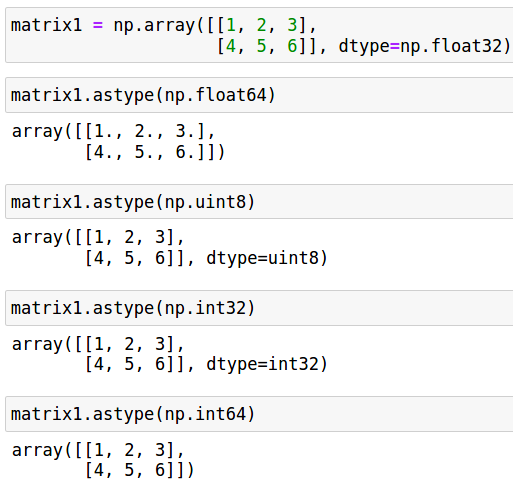 matrix1 = np.array([[1, 2, 3],
                    [4, 5, 6]], dtype=np.float32)
matrix1.astype(np.float64)
array([[1., 2., 3.],
       [4., 5., 6.]])
matrix1.astype(np.uint8)
array([[1, 2, 3],
       [4, 5, 6]], dtype=uint8)
matrix1.astype(np.int32)
array([[1, 2, 3],
       [4, 5, 6]], dtype=int32)
matrix1.astype(np.int64)
array([[1, 2, 3],
       [4, 5, 6]])